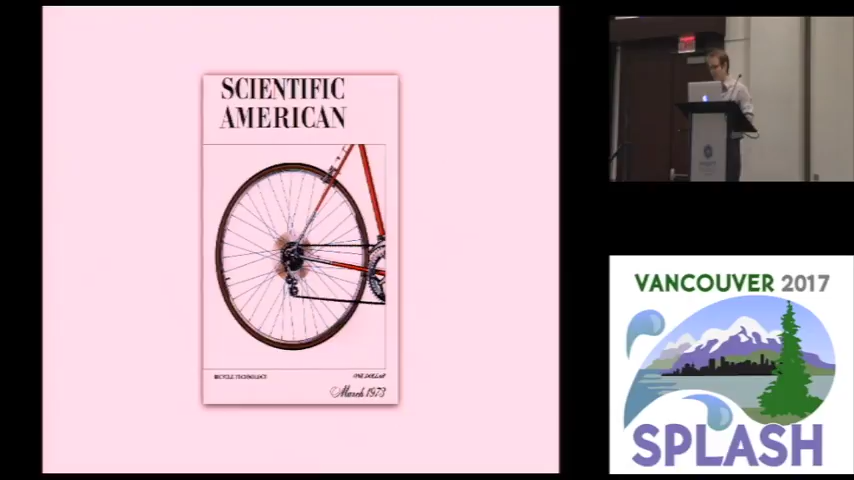 SCIENTIFIC
AMERICAN
BICYCLE TECHNOLOGY
ONE DOLLAR
March 1973
VANCOUVER 2017
SPLASH